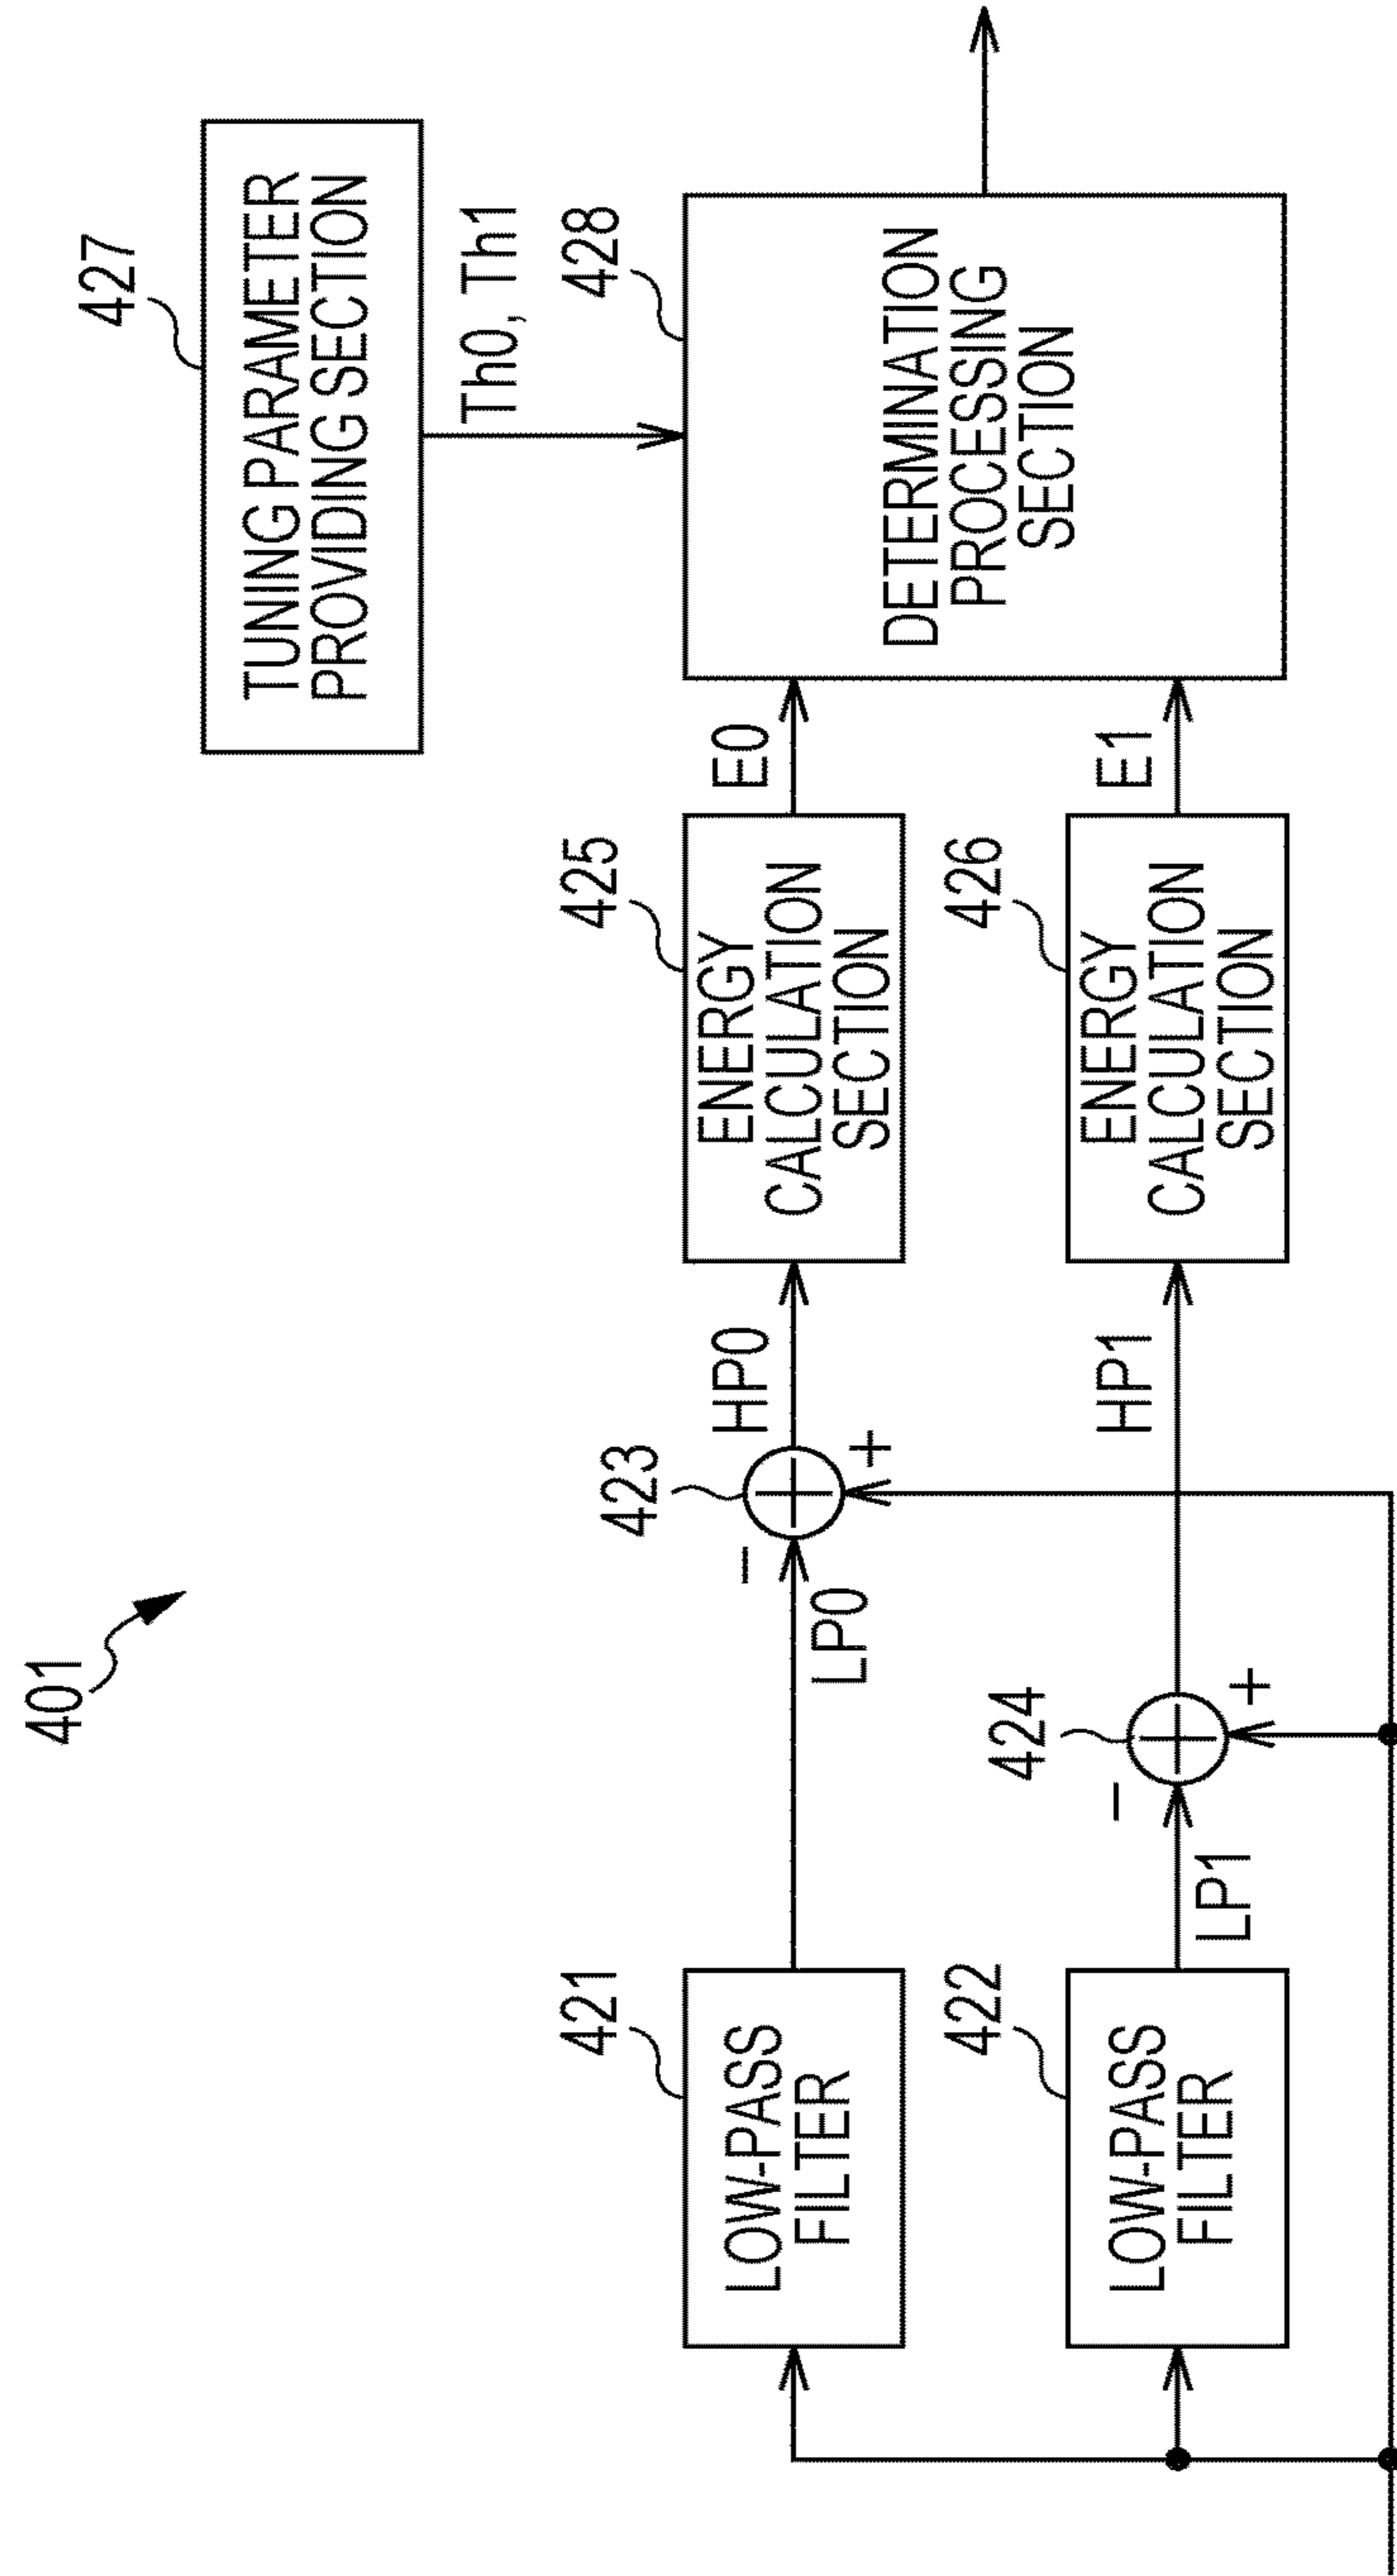 401
427
TUNING PARAMETER
PROVIDING SECTION
Th0, Th1
421
LOW-PASS
FILTER
LP0
−
+
423
HP0
425
ENERGY
CALCULATION
SECTION
E0
428
DETERMINATION
PROCESSING
SECTION
422
LOW-PASS
FILTER
LP1
−
+
424
HP1
426
ENERGY
CALCULATION
SECTION
E1